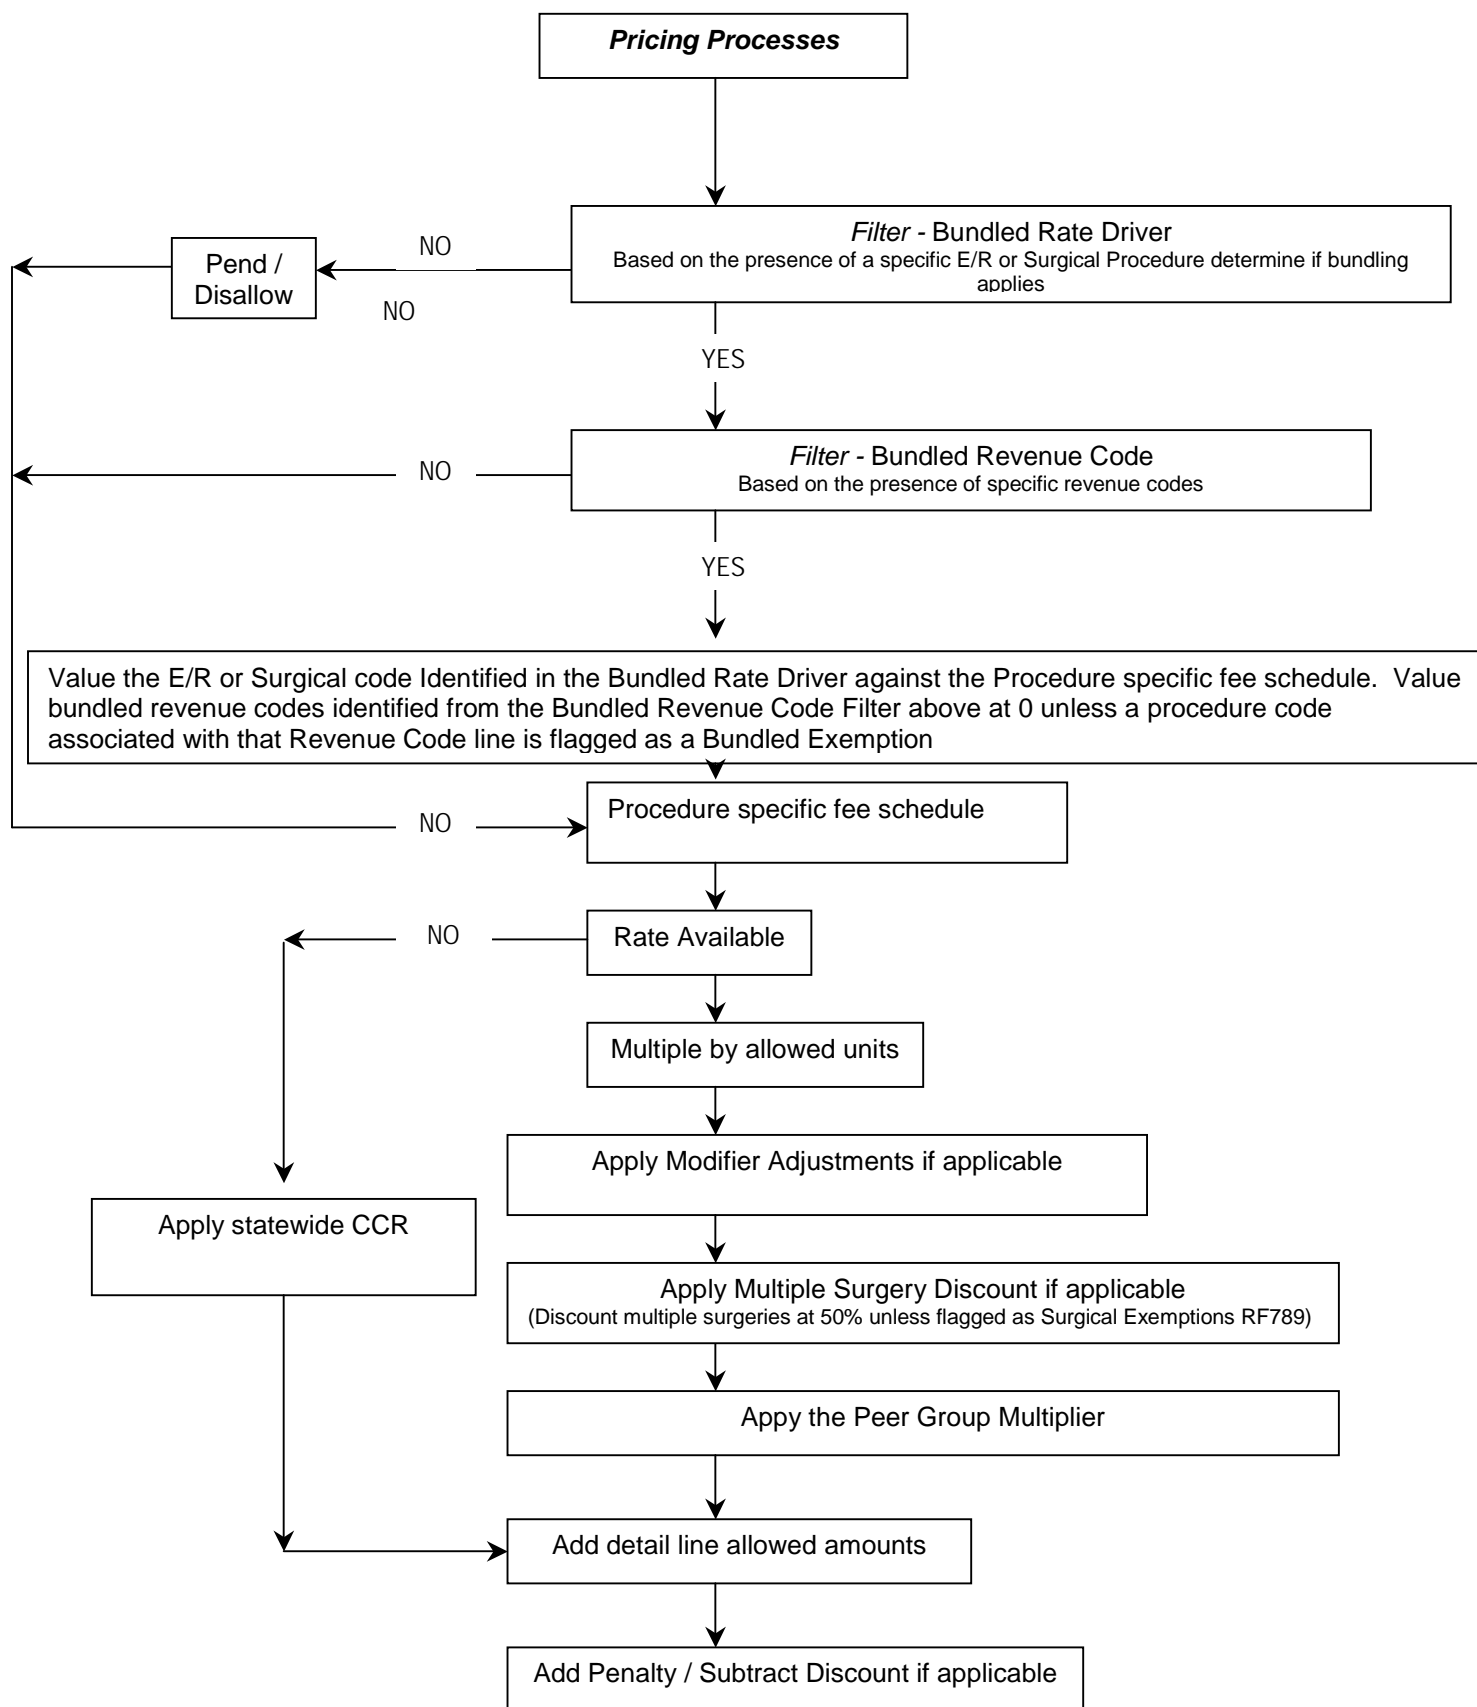 Pricing Processes
Filter - Bundled Rate Driver
Based on the presence of a specific E/R or Surgical Procedure determine if bundling
applies
NO
Pend /
Disallow
NO
YES
Filter - Bundled Revenue Code
Based on the presence of specific revenue codes
NO
YES
Value the E/R or Surgical code Identified in the Bundled Rate Driver against the Procedure specific fee schedule. Value
bundled revenue codes identified from the Bundled Revenue Code Filter above at 0 unless a procedure code
associated with that Revenue Code line is flagged as a Bundled Exemption
Procedure specific fee schedule
NO
Rate Available
NO
Multiple by allowed units
Apply Modifier Adjustments if applicable
Apply statewide CCR
Apply Multiple Surgery Discount if applicable
(Discount multiple surgeries at 50% unless flagged as Surgical Exemptions RF789)
Appy the Peer Group Multiplier
Add detail line allowed amounts
Add Penalty / Subtract Discount if applicable